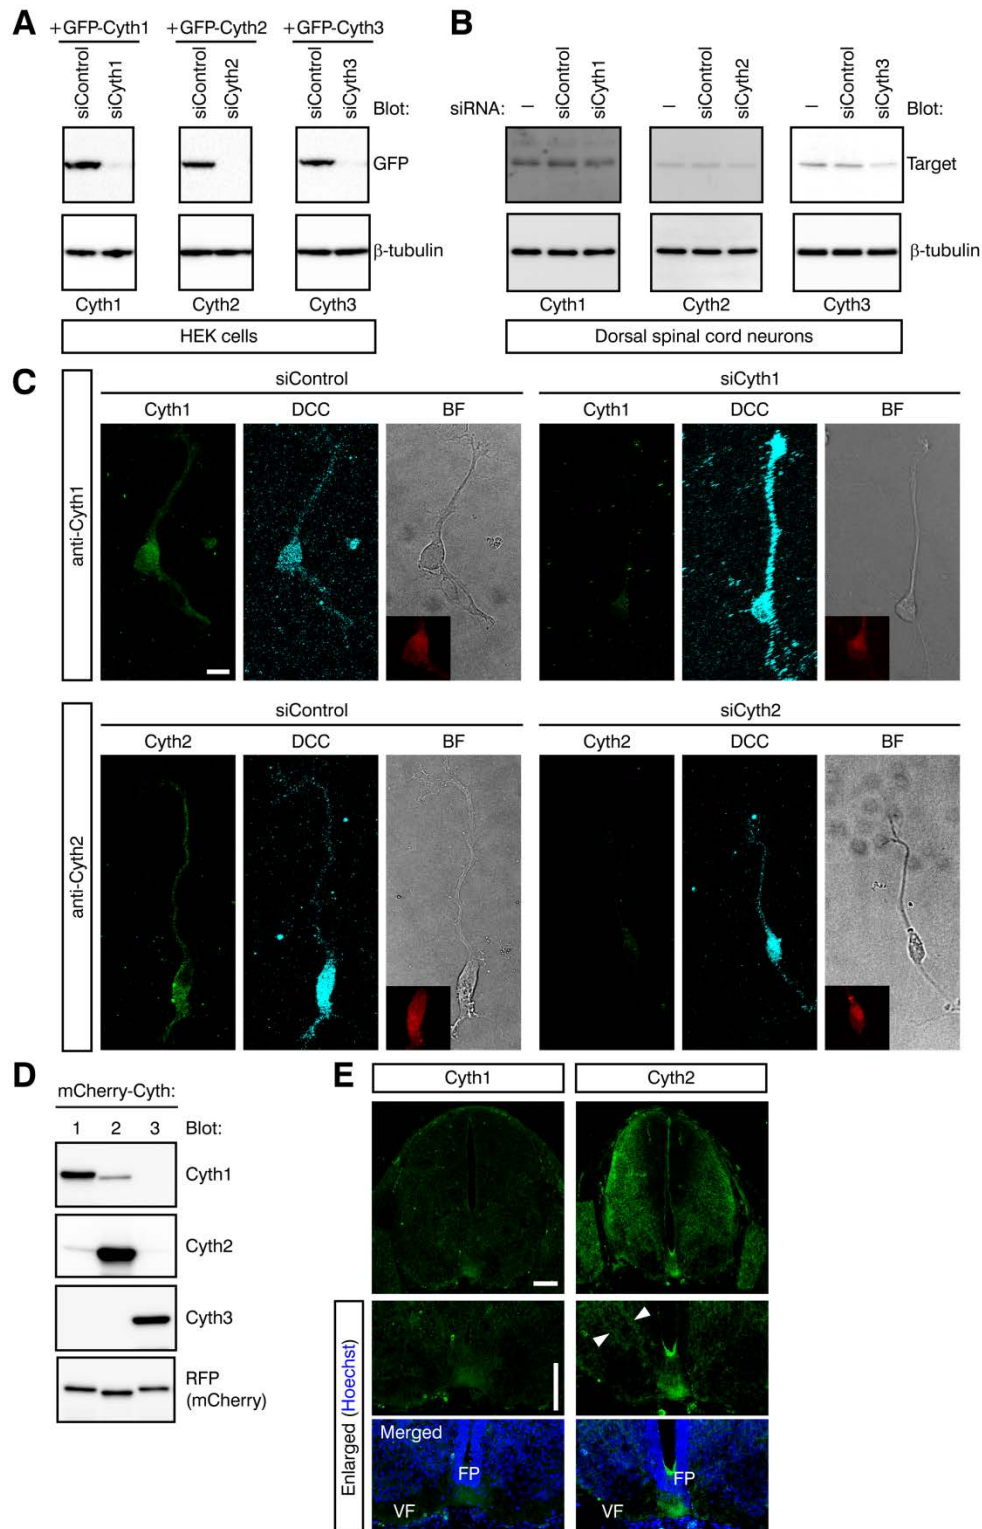 A
+GFP-Cyth1 +GFP-Cyth2 +GFP-Cyth3
siControl siCyth1 siControl siCyth2 siControl siCyth3 Blot:
GFP
β-tubulin
Cyth1 Cyth2 Cyth3
HEK cells
B
siRNA: – siControl siCyth1 – siControl siCyth2 – siControl siCyth3 Blot:
Target
β-tubulin
Cyth1 Cyth2 Cyth3
Dorsal spinal cord neurons
C
siControl siCyth1
Cyth1 DCC BF Cyth1 DCC BF
anti-Cyth1
siControl siCyth2
Cyth2 DCC BF Cyth2 DCC BF
anti-Cyth2
D
mCherry-Cyth:
1 2 3 Blot:
Cyth1
Cyth2
Cyth3
RFP
(mCherry)
E
Cyth1 Cyth2
Enlarged (Hoechst)
Merged
FP FP
VF VF